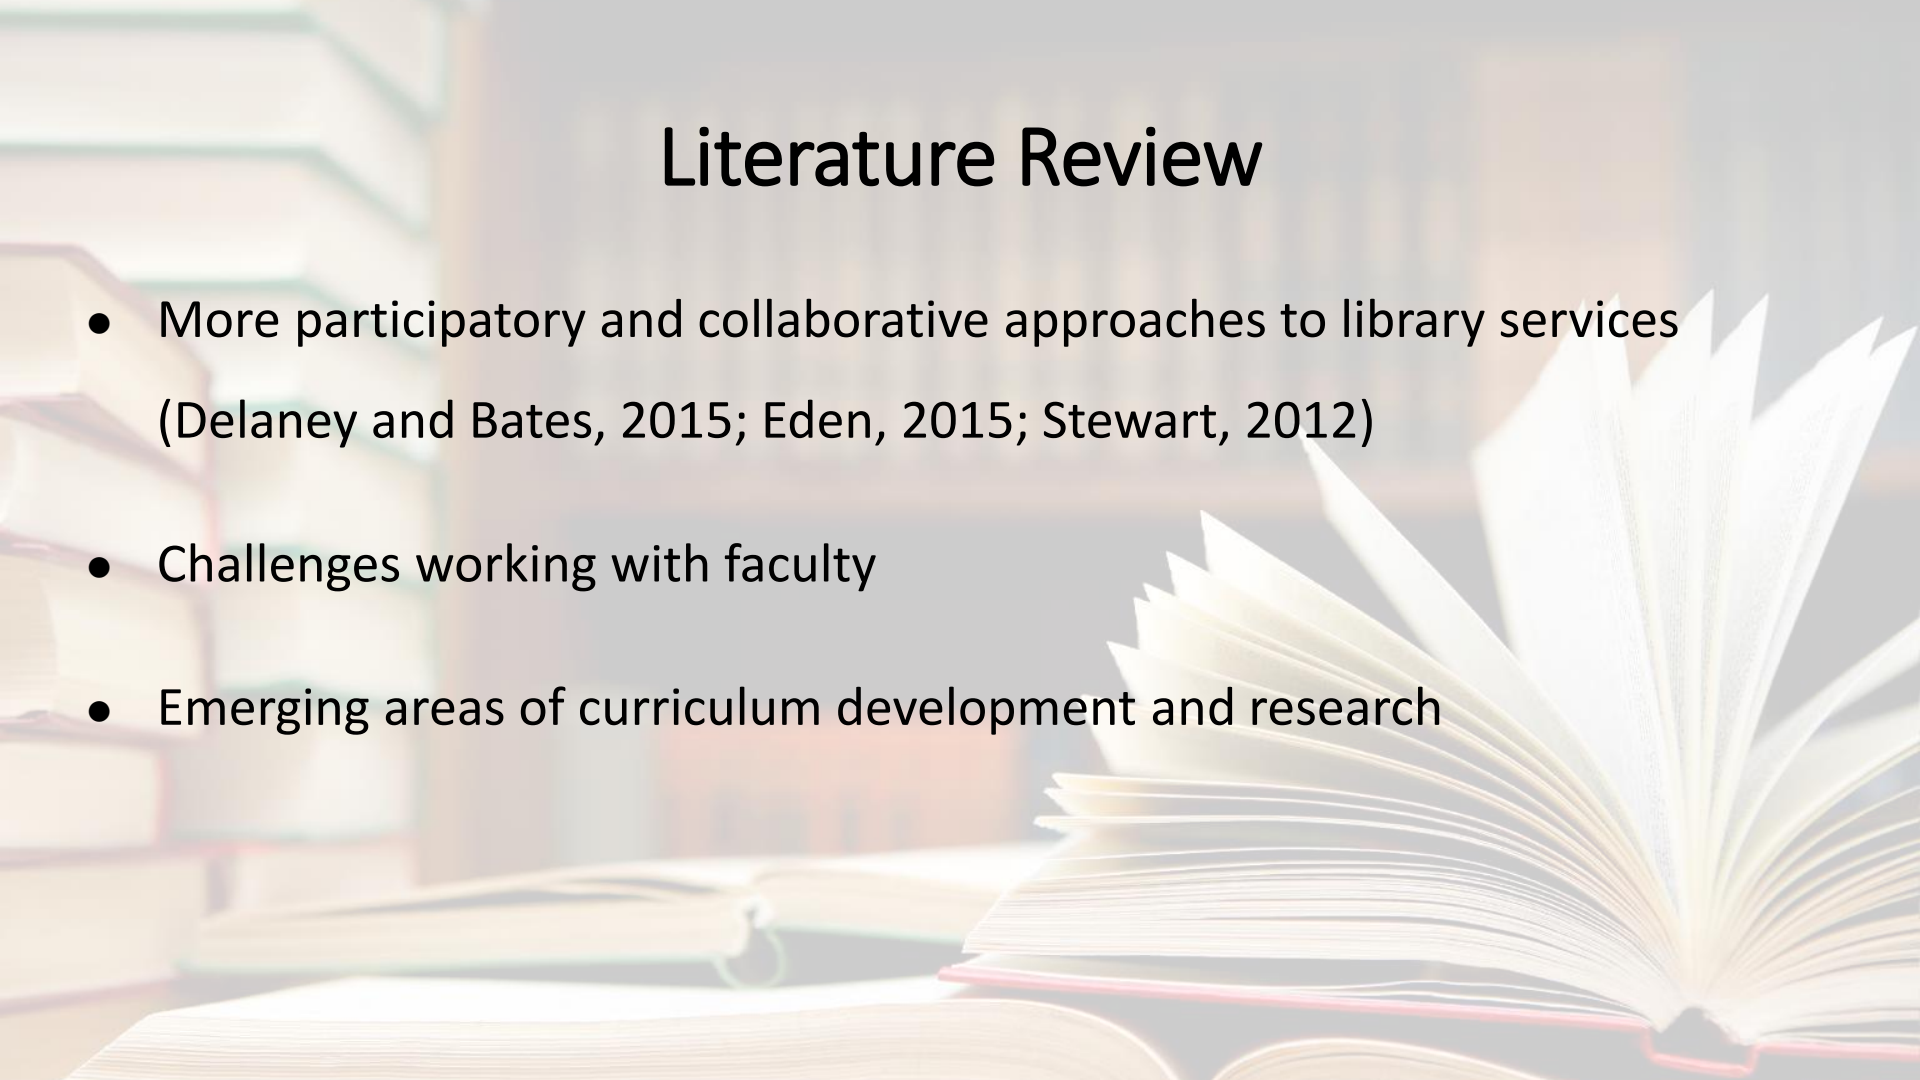 Literature Review
● More participatory and collaborative approaches to library services
(Delaney and Bates, 2015; Eden, 2015; Stewart, 2012)
● Challenges working with faculty
● Emerging areas of curriculum development and research